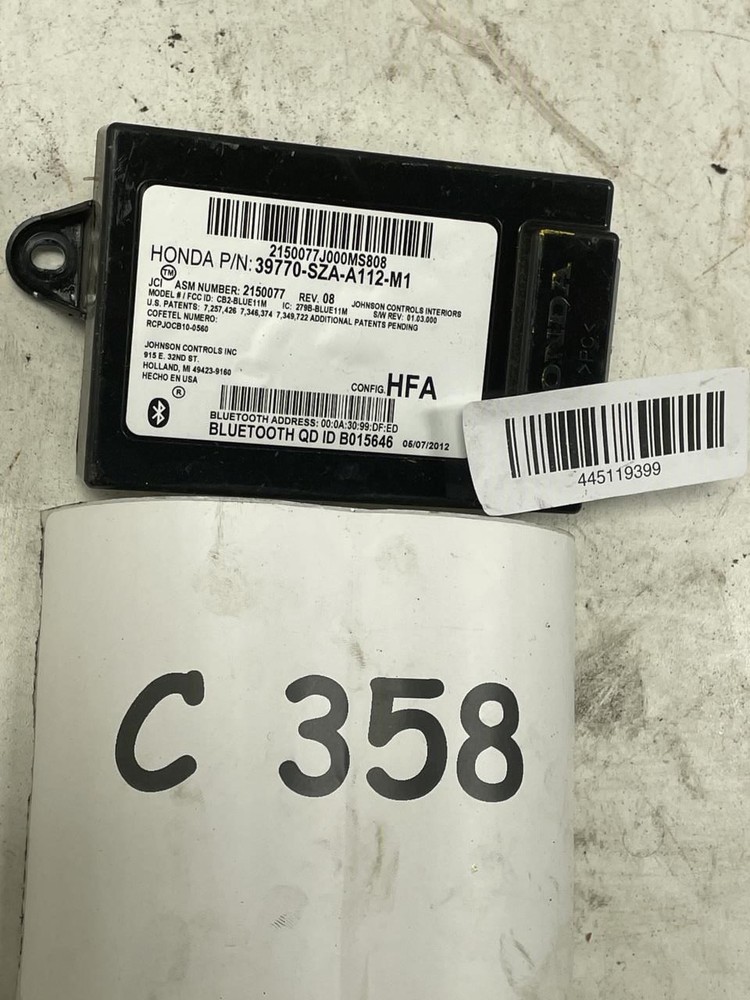 2150077J000MS808
HONDA P/N: 39770-SZA-A112-M1
JCI™ ASM NUMBER: 2150077 REV. 08 JOHNSON CONTROLS INTERIORS
MODEL # / FCC ID: CB2-BLUE11M IC: 279B-BLUE11M S/W REV: 01.03.000
U.S. PATENTS: 7,257,426 7,346,374 7,349,722 ADDITIONAL PATENTS PENDING
COFETEL NUMERO:
RCPJOCB10-0560
JOHNSON CONTROLS INC
915 E. 32ND ST.
HOLLAND, MI 49423-9160
HECHO EN USA
®
CONFIG. HFA
BLUETOOTH ADDRESS: 00:0A:30:99:DF:ED
BLUETOOTH QD ID B015646 05/07/2012
HONDA
>PC<
445119399
C 358